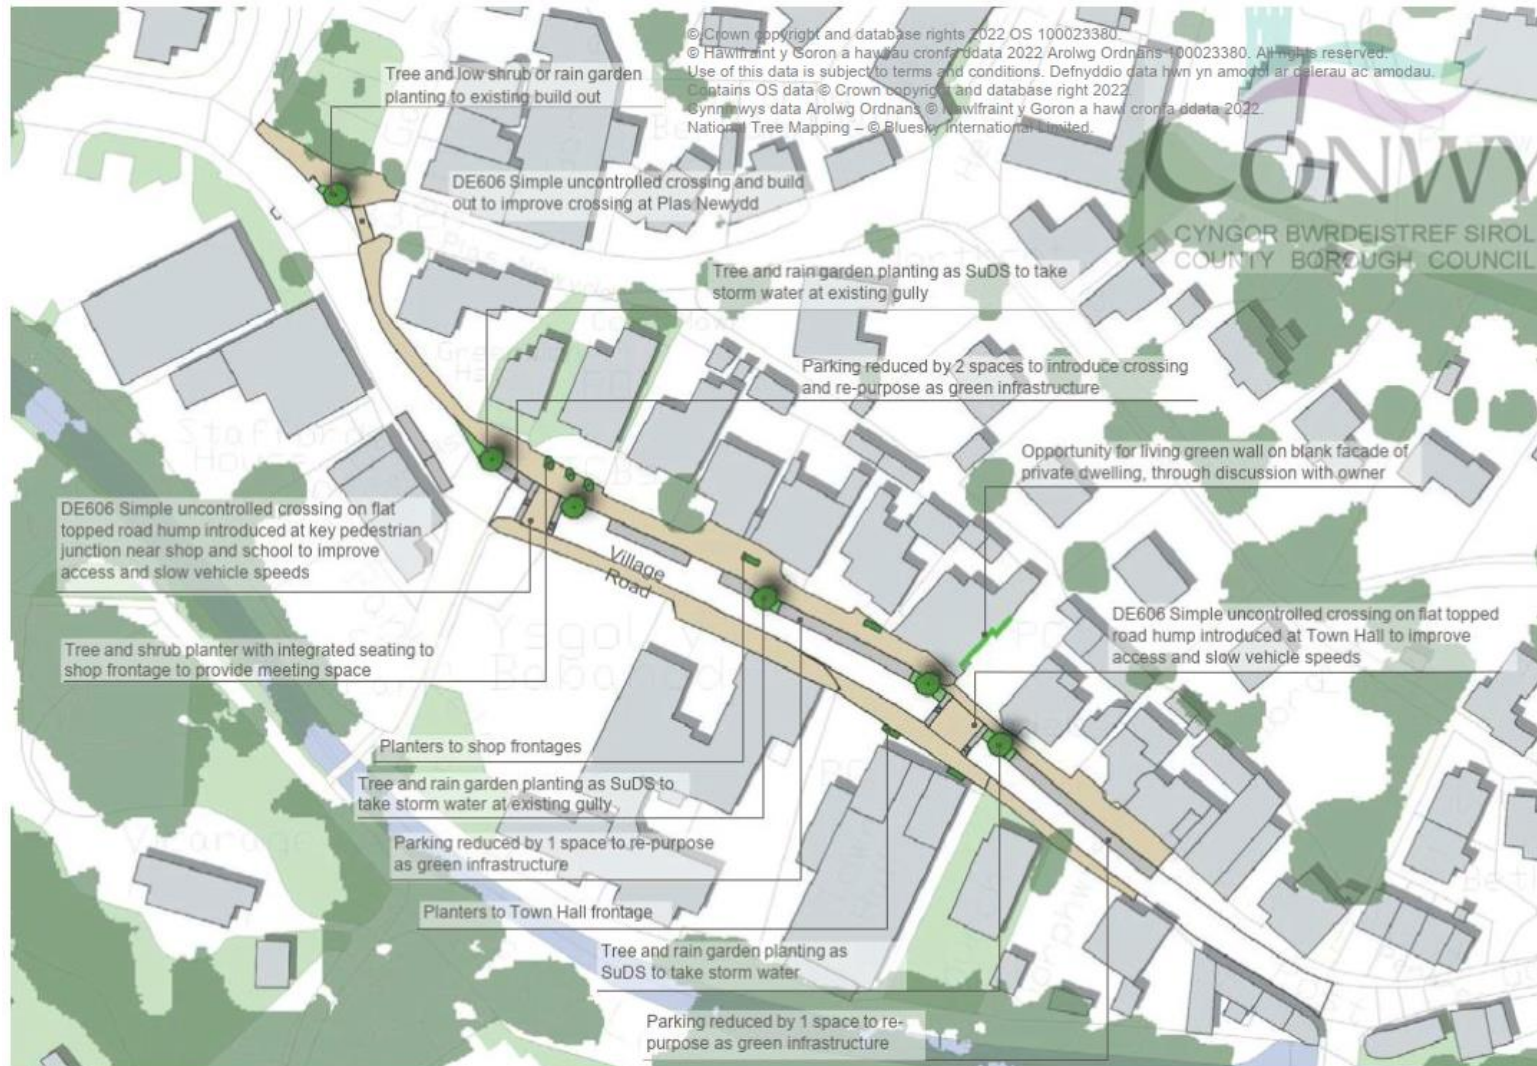 © Crown copyright and database rights 2022 OS 100023380.
© Hawlfraint y Goron a hawliau cronfa ddata 2022 Arolwg Ordnans 100023380. All rights reserved.
Use of this data is subject to terms and conditions. Defnyddio data hwn yn amodol ar delerau ac amodau.
Contains OS data © Crown copyright and database right 2022.
Cynnwys data Arolwg Ordnans © Hawlfraint y Goron a hawl cronfa ddata 2022.
National Tree Mapping – © Bluesky International Limited.
CONWY
CYNGOR BWRDEISTREF SIROL
COUNTY BOROUGH COUNCIL
Tree and low shrub or rain garden
planting to existing build out
DE606 Simple uncontrolled crossing and build
out to improve crossing at Plas Newydd
Tree and rain garden planting as SuDS to take
storm water at existing gully
Parking reduced by 2 spaces to introduce crossing
and re-purpose as green infrastructure
Opportunity for living green wall on blank facade of
private dwelling, through discussion with owner
DE606 Simple uncontrolled crossing on flat
topped road hump introduced at key pedestrian
junction near shop and school to improve
access and slow vehicle speeds
Village
Road
DE606 Simple uncontrolled crossing on flat topped
road hump introduced at Town Hall to improve
access and slow vehicle speeds
Tree and shrub planter with integrated seating to
shop frontage to provide meeting space
Planters to shop frontages
Tree and rain garden planting as SuDS to
take storm water at existing gully
Parking reduced by 1 space to re-purpose
as green infrastructure
Planters to Town Hall frontage
Tree and rain garden planting as
SuDS to take storm water
Parking reduced by 1 space to re-
purpose as green infrastructure
Ysgol y
Vicarage
House